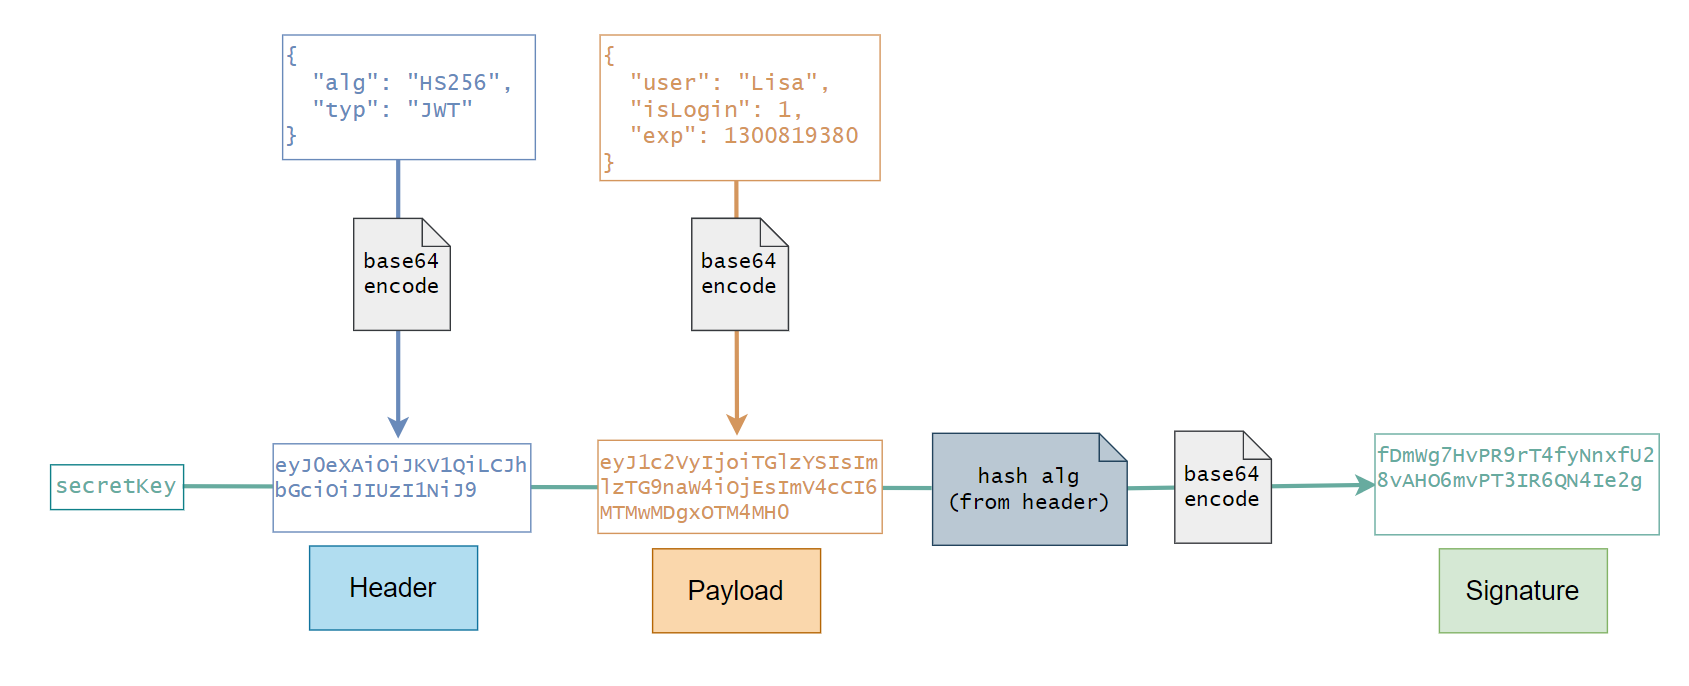 {
  "alg": "HS256",
  "typ": "JWT"
}
{
  "user": "Lisa",
  "isLogin": 1,
  "exp": 1300819380
}
base64
encode
base64
encode
secretKey
eyJ0eXAiOiJKV1QiLCJh
bGciOiJIUzI1NiJ9
eyJ1c2VyIjoiTGlzYSIsIm
lzTG9naW4iOjEsImV4cCI6
MTMwMDgxOTM4MH0
hash alg
(from header)
base64
encode
fDmWg7HvPR9rT4fyNnxfU2
8vAHO6mvPT3IR6QN4Ie2g
Header
Payload
Signature